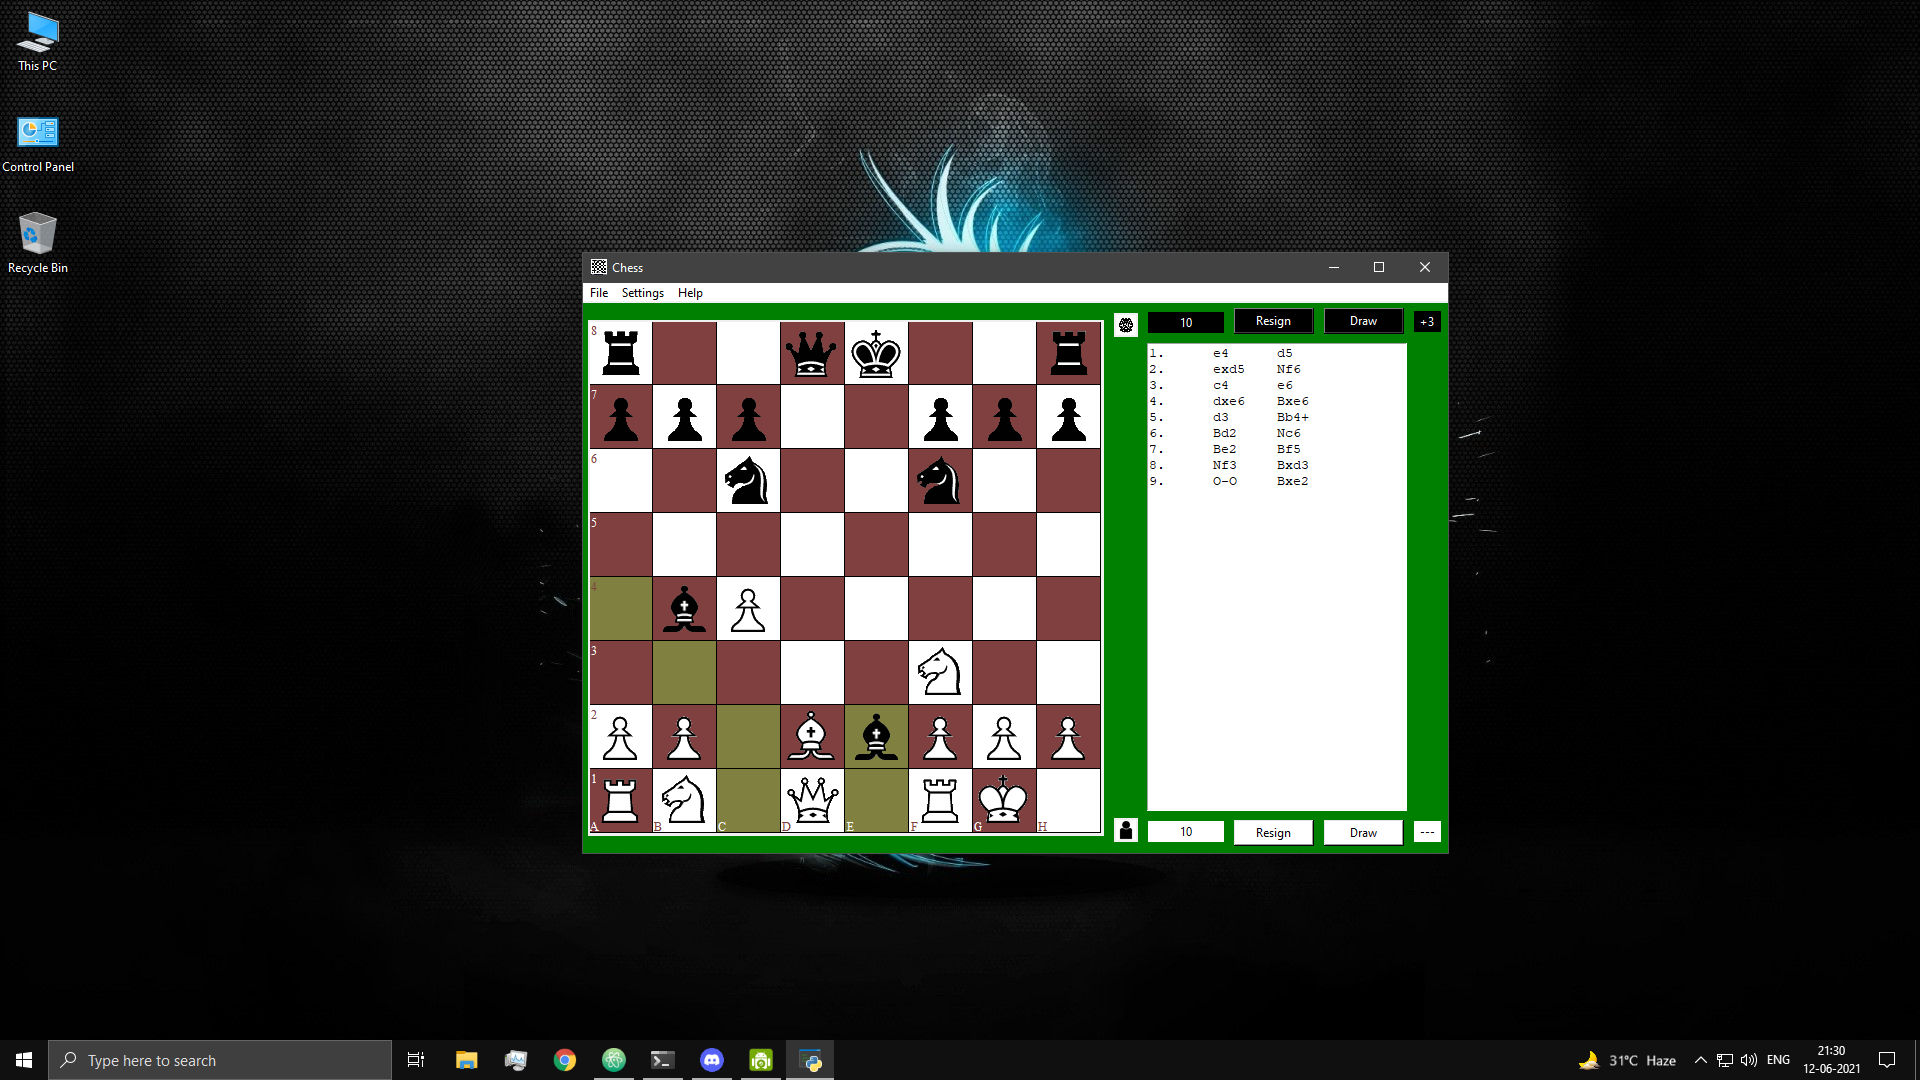 This PC
Control Panel
Recycle Bin
Chess
File Settings Help
8
7
6
5
4
3
2
1
A B C D E F G H
10 Resign Draw +3
1. e4 d5
2. exd5 Nf6
3. c4 e6
4. dxe6 Bxe6
5. d3 Bb4+
6. Bd2 Nc6
7. Be2 Bf5
8. Nf3 Bxd3
9. O-O Bxe2
10 Resign Draw ---
Type here to search
31°C Haze
ENG
21:30
12-06-2021